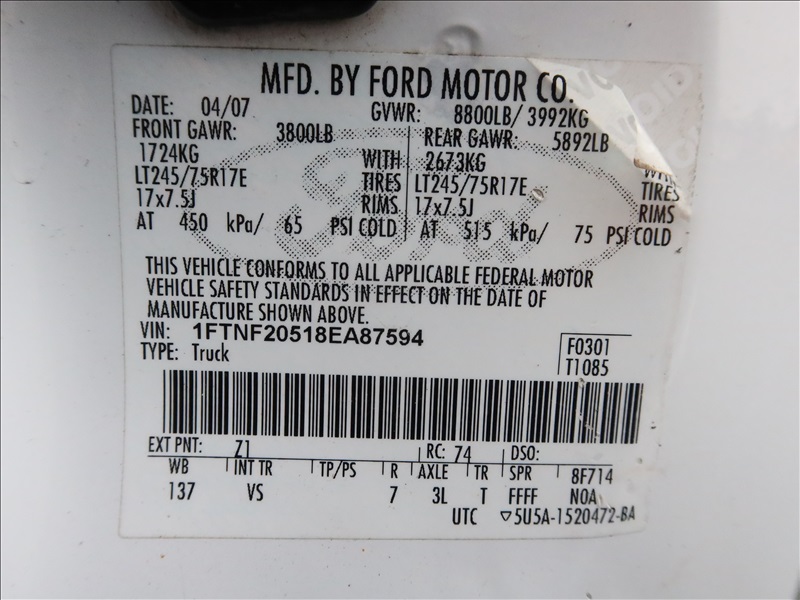 MFD. BY FORD MOTOR CO.
DATE: 04/07 GVWR: 8800LB/ 3992KG
FRONT GAWR: 3800LB REAR GAWR: 5892LB
1724KG WITH 2673KG WITH
LT245/75R17E TIRES LT245/75R17E TIRES
17x7.5J RIMS 17x7.5J RIMS
AT 450 kPa/ 65 PSI COLD AT 515 kPa/ 75 PSI COLD
THIS VEHICLE CONFORMS TO ALL APPLICABLE FEDERAL MOTOR
VEHICLE SAFETY STANDARDS IN EFFECT ON THE DATE OF
MANUFACTURE SHOWN ABOVE.
VIN: 1FTNF20518EA87594
TYPE: Truck
F0301
T1085
EXT PNT: Z1 RC: 74 DSO:
WB INT TR TP/PS R AXLE TR SPR 8F714
137 VS 7 3L T FFFF NOA
UTC ▽5U5A-1520472-BA
VOID
VOID